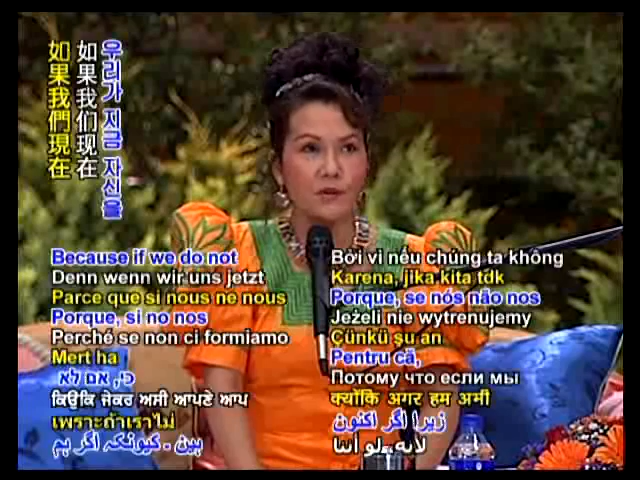 우리가 지금 자신을
如果我们现在
如果我們現在
Because if we do not
Denn wenn wir uns jetzt
Parce que si nous ne nous
Porque, si no nos
Perché se non ci formiamo
Mert ha
כי, אם לא
ਕਿਉਕਿ ਜੇਕਰ ਅਸੀ ਆਪਣੇ ਆਪ
เพราะถ้าเราไม่
ہین - کیونکہ اگر ہم
Bởi vì nếu chúng ta không
Karena, jika kita tdk
Porque, se nós não nos
Jeżeli nie wytrenujemy
Çünkü şu an
Pentru că,
Потому что если мы
क्योंकि अगर हम अभी
زیرا اگر اکنون
لأنه، لو أننا